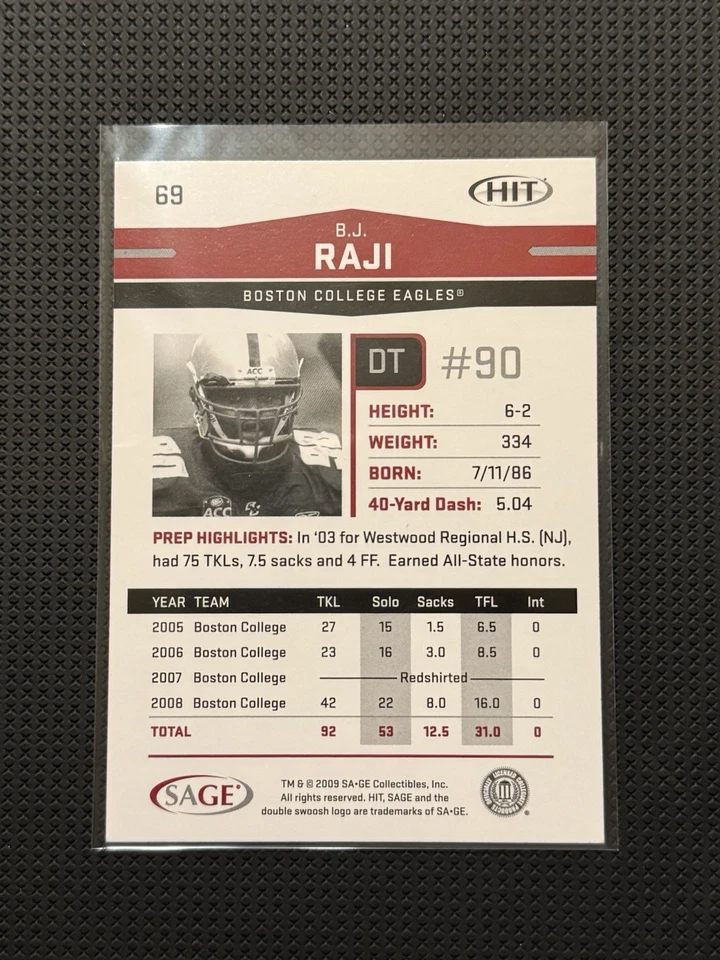 69
HIT
B.J.
RAJI
BOSTON COLLEGE EAGLES®
ACC
ACC
DT #90
HEIGHT: 6-2
WEIGHT: 334
BORN: 7/11/86
40-Yard Dash: 5.04
PREP HIGHLIGHTS: In '03 for Westwood Regional H.S. (NJ),
had 75 TKLs, 7.5 sacks and 4 FF. Earned All-State honors.
YEAR TEAM TKL Solo Sacks TFL Int
2005 Boston College 27 15 1.5 6.5 0
2006 Boston College 23 16 3.0 8.5 0
2007 Boston College Redshirted
2008 Boston College 42 22 8.0 16.0 0
TOTAL 92 53 12.5 31.0 0
SAGE®
TM & © 2009 SA•GE Collectibles, Inc.
All rights reserved. HIT, SAGE and the
double swoosh logo are trademarks of SA•GE.
OFFICIALLY LICENSED COLLEGIATE PRODUCTS